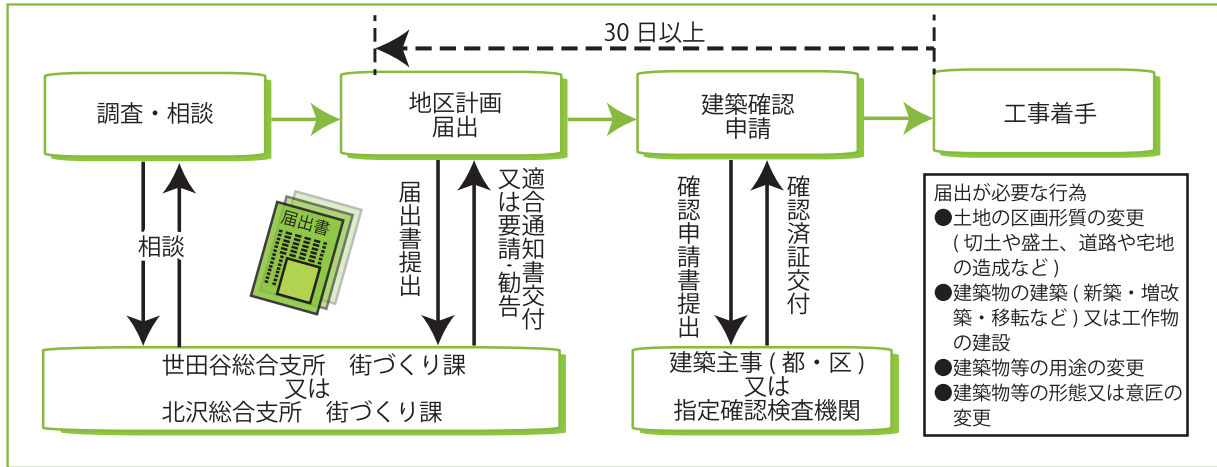 30 日以上
調査・相談
地区計画
届出
建築確認
申請
工事着手
相談
届出書
届出書提出
適合通知書交付
又は要請・勧告
確認申請書提出
確認済証交付
世田谷総合支所　街づくり課
又は
北沢総合支所　街づくり課
建築主事 ( 都・区 )
又は
指定確認検査機関
届出が必要な行為
●土地の区画形質の変更
( 切土や盛土、道路や宅地
の造成など )
●建築物の建築 ( 新築・増改
築・移転など ) 又は工作物
の建設
●建築物等の用途の変更
●建築物等の形態又は意匠の
変更